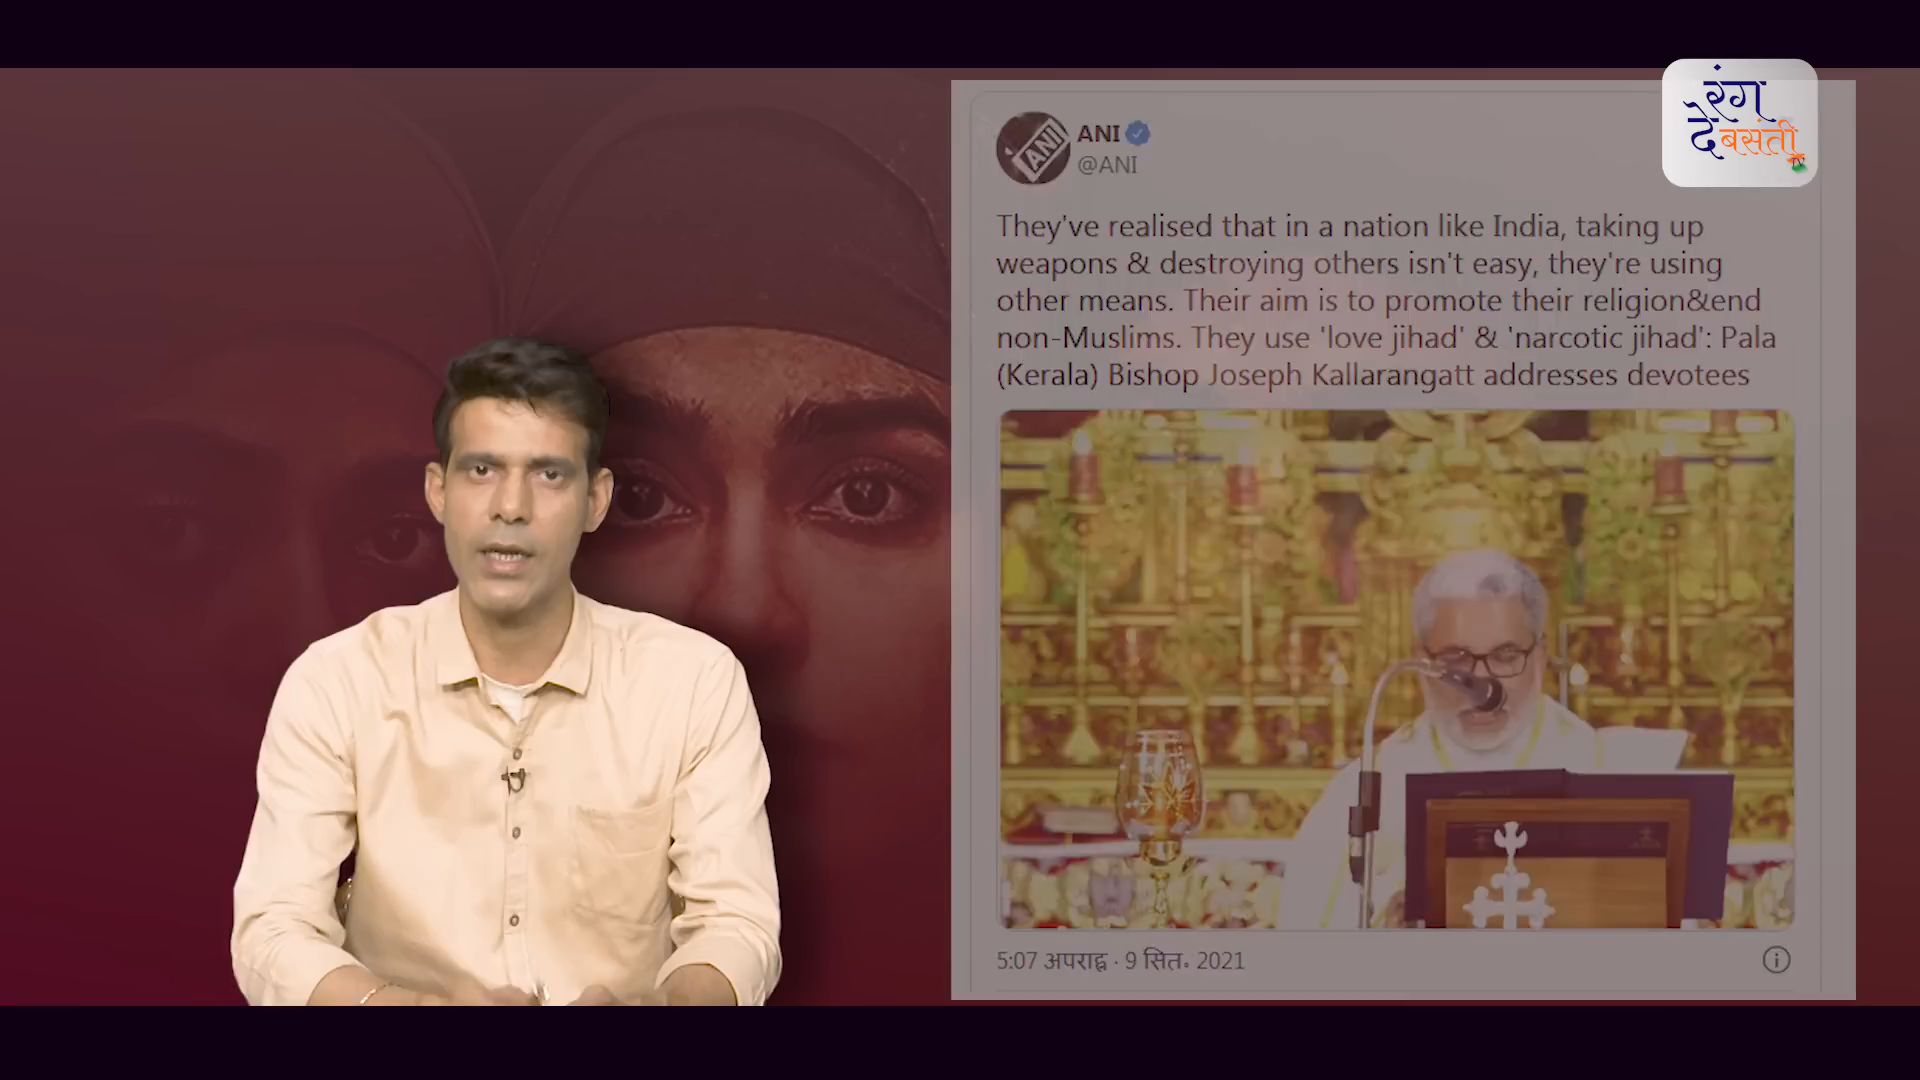 रंग
दे बसंती
ANI
ANI
@ANI
They've realised that in a nation like India, taking up
weapons & destroying others isn't easy, they're using
other means. Their aim is to promote their religion&end
non-Muslims. They use 'love jihad' & 'narcotic jihad': Pala
(Kerala) Bishop Joseph Kallarangatt addresses devotees
5:07 अपराह्न · 9 सित॰ 2021